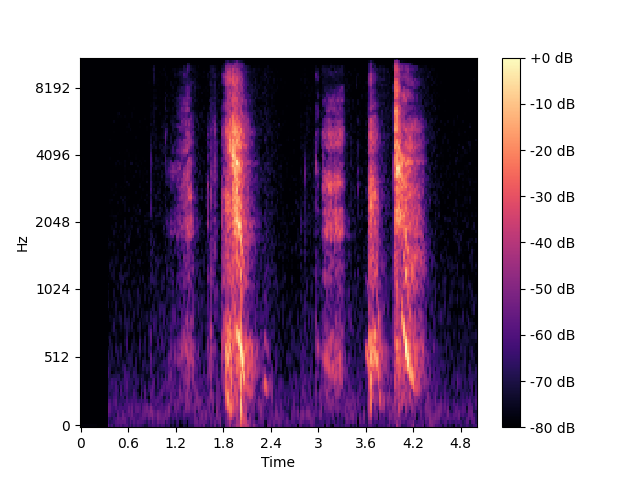 8192
4096
2048
1024
512
0
Hz
0 0.6 1.2 1.8 2.4 3 3.6 4.2 4.8
Time
+0 dB
-10 dB
-20 dB
-30 dB
-40 dB
-50 dB
-60 dB
-70 dB
-80 dB